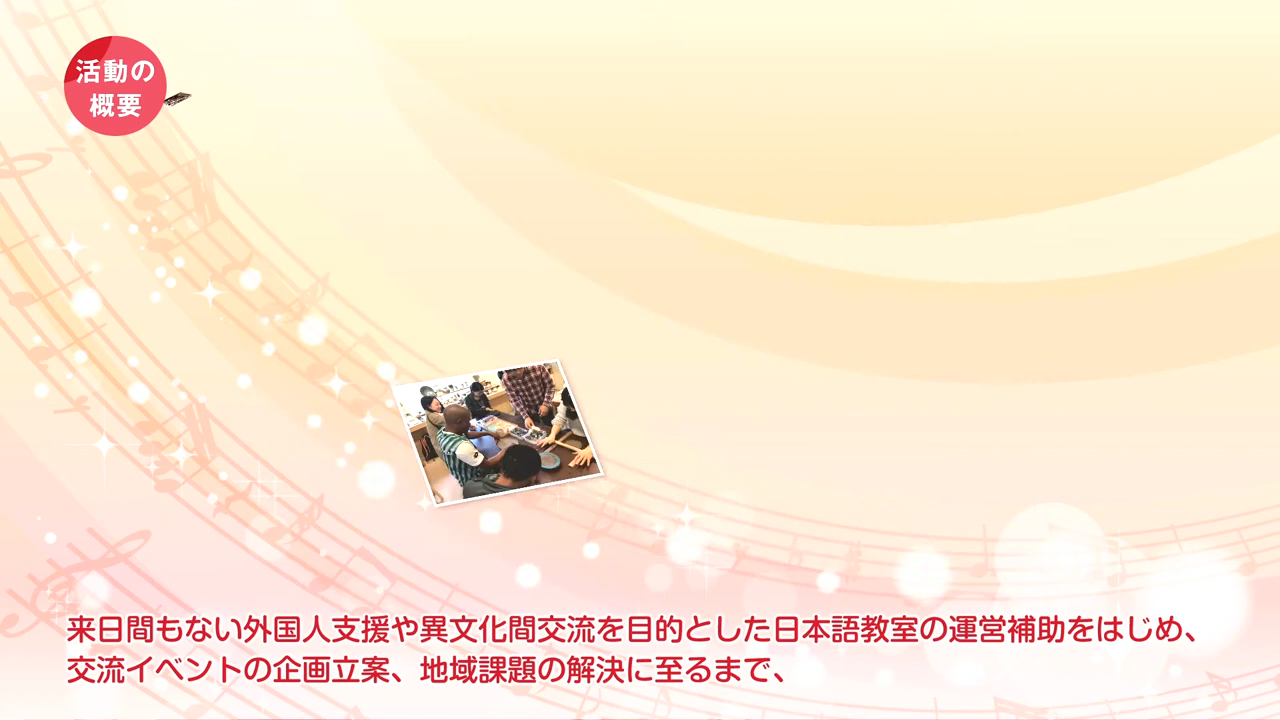 活動の
概要
来日間もない外国人支援や異文化間交流を目的とした日本語教室の運営補助をはじめ、
交流イベントの企画立案、地域課題の解決に至るまで、